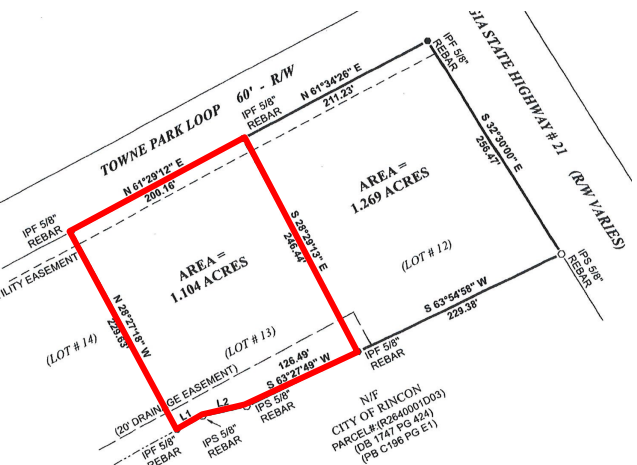 GIA STATE HIGHWAY # 21
(R/W VARIES)
TOWNE PARK LOOP 60' - R/W
IPF 5/8"
REBAR
N 61°34'26" E
211.23'
IPF 5/8"
REBAR
N 61°29'12" E
200.16'
S 32°30'00" E
256.47'
AREA =
1.269 ACRES
(LOT # 12)
IPF 5/8"
REBAR
S 28°29'13" E
246.44'
AREA =
1.104 ACRES
(LOT # 13)
ILITY EASEMENT
N 28°27'18" W
229.63'
(LOT # 14)
S 63°54'58" W
229.38'
IPS 5/8"
REBAR
126.49'
S 63°27'49" W
IPF 5/8"
REBAR
(20' DRAINAGE EASEMENT)
L1
L2
IPS 5/8"
REBAR
IPS 5/8"
REBAR
IPF 5/8"
REBAR
N/F
CITY OF RINCON
PARCEL#:(R2640001D03)
(DB 1747 PG 424)
(PB C196 PG E1)